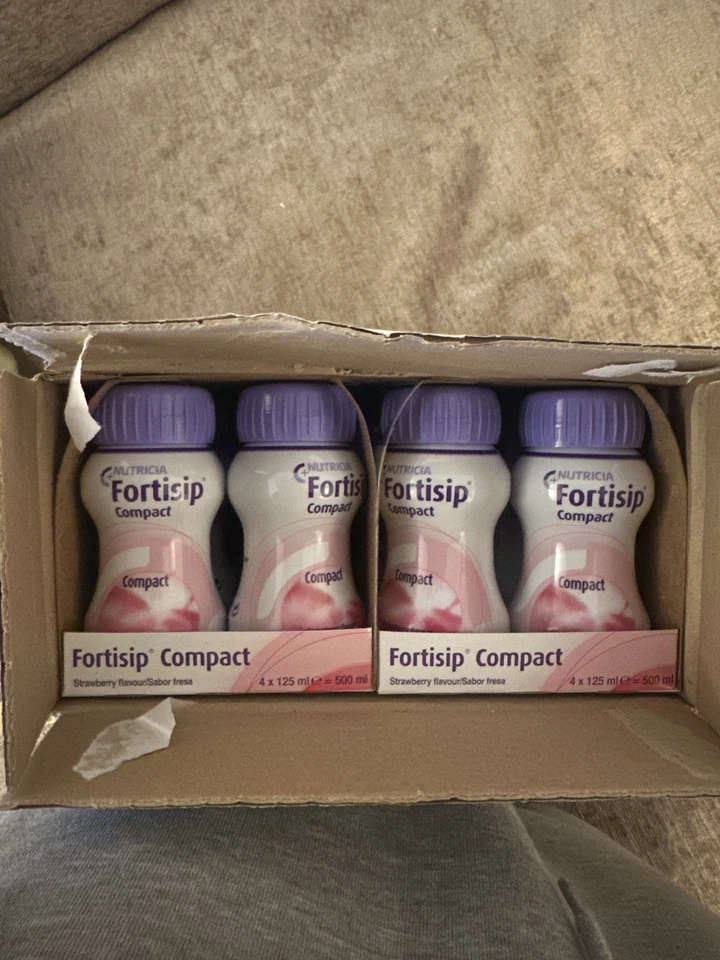 NUTRICIA
Fortisip®
Compact
Compact
NUTRICIA
Fortisi
Compact
Compact
NUTRICIA
Fortisip®
Compact
Compact
NUTRICIA
Fortisip®
Compact
Compact
Fortisip® Compact
Strawberry flavour/Sabor fresa
4 x 125 ml ℮ = 500 ml
Fortisip® Compact
Strawberry flavour/Sabor fresa
4 x 125 ml ℮ = 500 ml